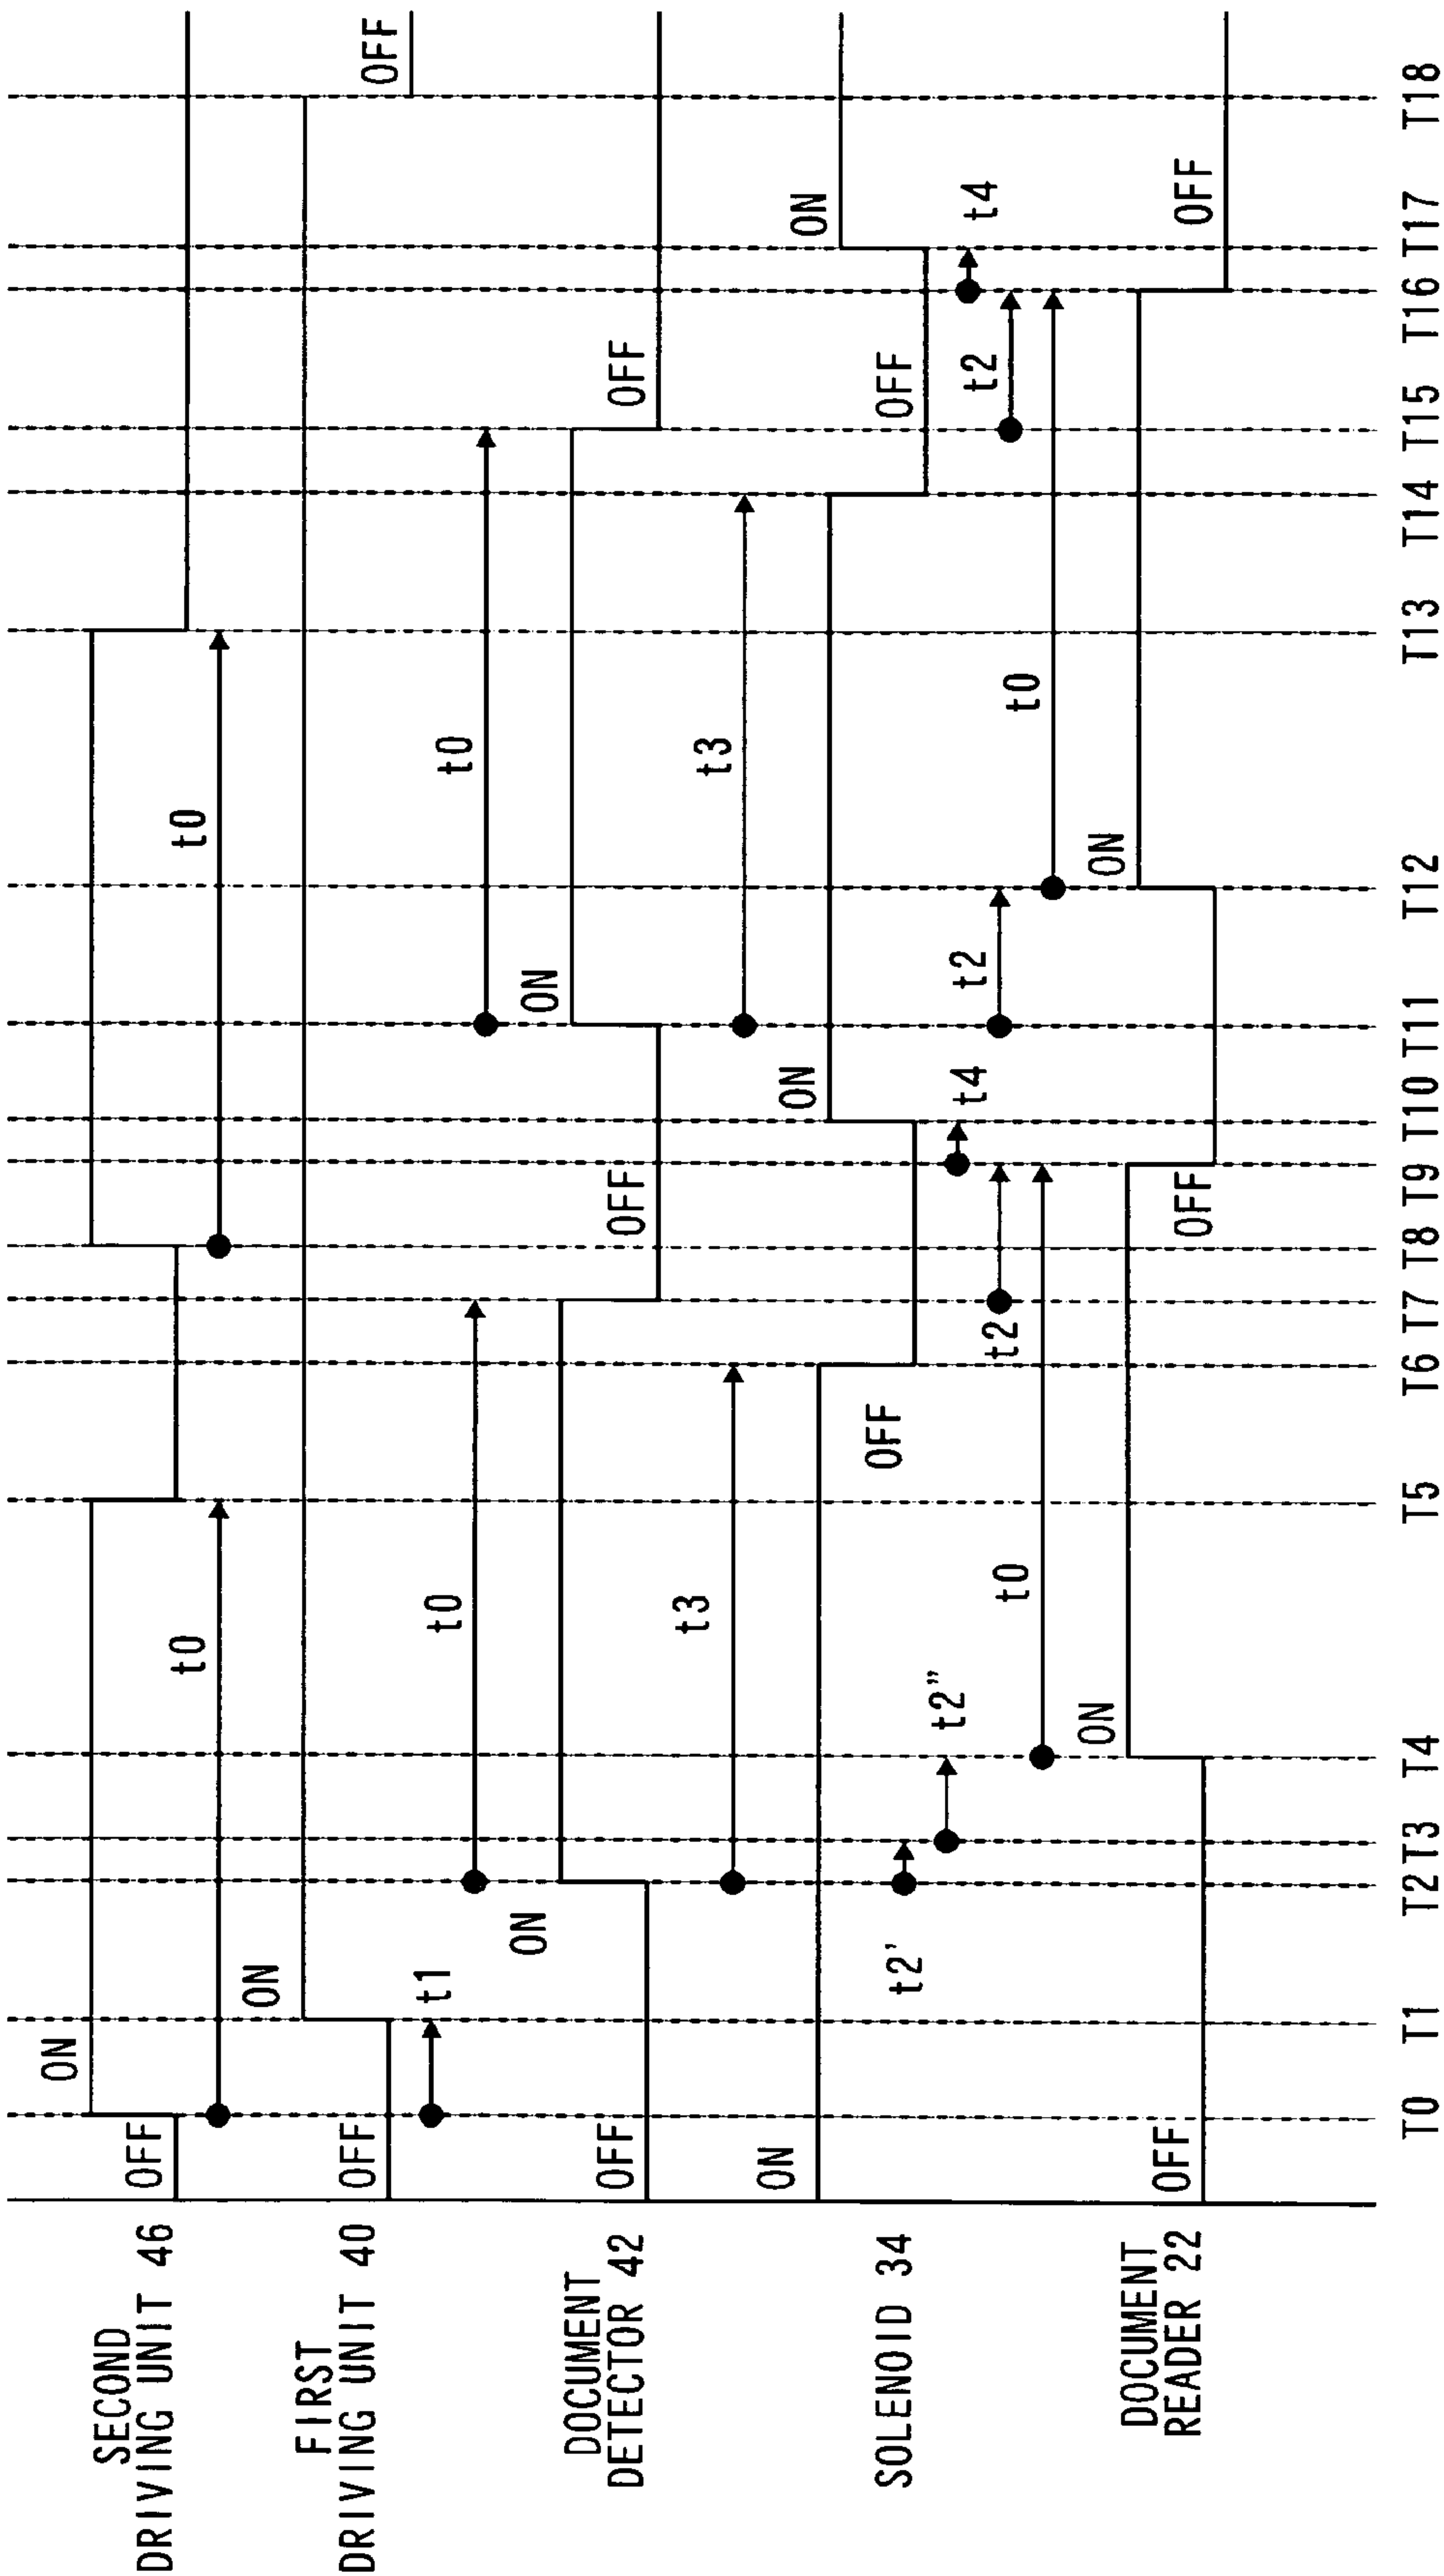 SECOND
DRIVING UNIT 46
OFF
ON
t0
t0
FIRST
DRIVING UNIT 40
OFF
ON
OFF
t1
t0
t0
DOCUMENT
DETECTOR 42
OFF
ON
OFF
ON
OFF
t3
t3
SOLENOID 34
ON
OFF
ON
OFF
ON
t2'
t2"
t2
t4
t2
t2
t4
t0
t0
DOCUMENT
READER 22
OFF
ON
OFF
ON
OFF
T0 T1 T2 T3 T4 T5 T6 T7 T8 T9 T10 T11 T12 T13 T14 T15 T16 T17 T18